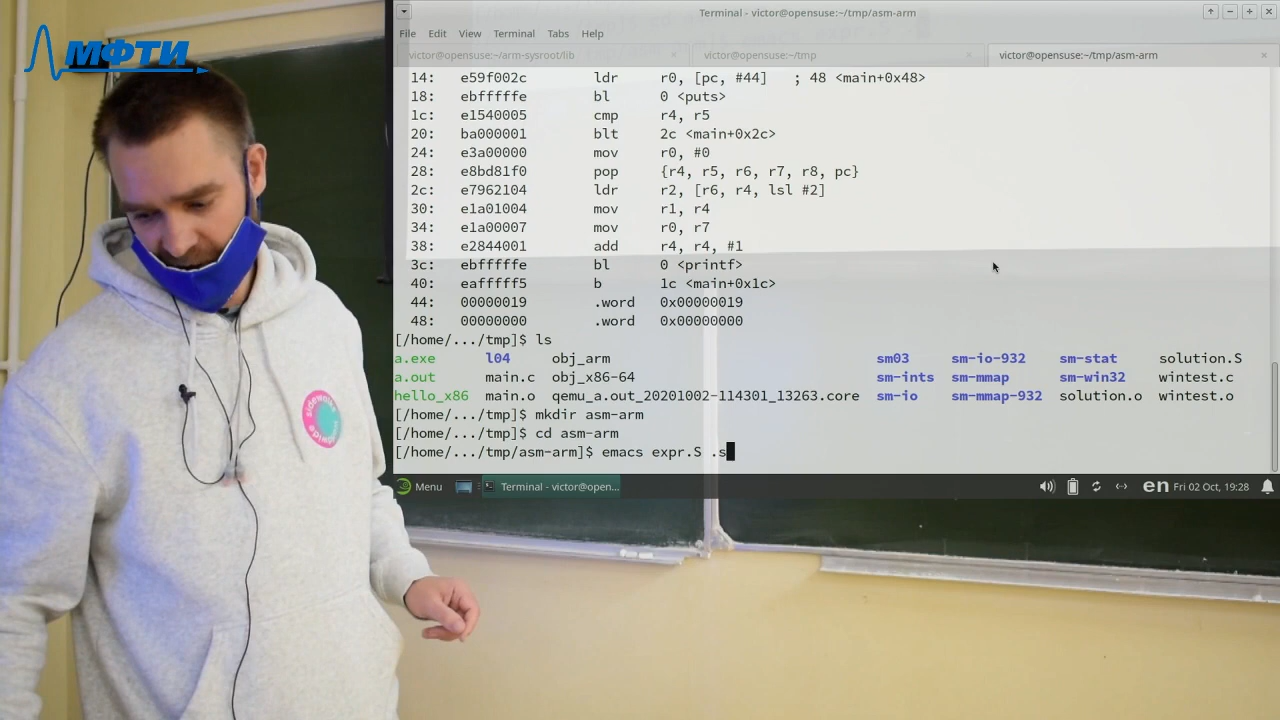 МФТИ
Terminal - victor@opensuse:~/tmp/asm-arm
File Edit View Terminal Tabs Help
victor@opensuse:~/arm-sysroot/lib victor@opensuse:~/tmp victor@opensuse:~/tmp/asm-arm
14: e59f002c ldr r0, [pc, #44] ; 48 <main+0x48>
18: ebfffffe bl 0 <puts>
1c: e1540005 cmp r4, r5
20: ba000001 blt 2c <main+0x2c>
24: e3a00000 mov r0, #0
28: e8bd81f0 pop {r4, r5, r6, r7, r8, pc}
2c: e7962104 ldr r2, [r6, r4, lsl #2]
30: e1a01004 mov r1, r4
34: e1a00007 mov r0, r7
38: e2844001 add r4, r4, #1
3c: ebfffffe bl 0 <printf>
40: eafffff5 b 1c <main+0x1c>
44: 00000019 .word 0x00000019
48: 00000000 .word 0x00000000
[/home/.../tmp]$ ls
a.exe l04 obj_arm sm03 sm-io-932 sm-stat solution.S
a.out main.c obj_x86-64 sm-ints sm-mmap sm-win32 wintest.c
hello_x86 main.o qemu_a.out_20201002-114301_13263.core sm-io sm-mmap-932 solution.o wintest.o
[/home/.../tmp]$ mkdir asm-arm
[/home/.../tmp]$ cd asm-arm
[/home/.../tmp/asm-arm]$ emacs expr.S .s
Menu Terminal - victor@open... en Fri 02 Oct, 19:28